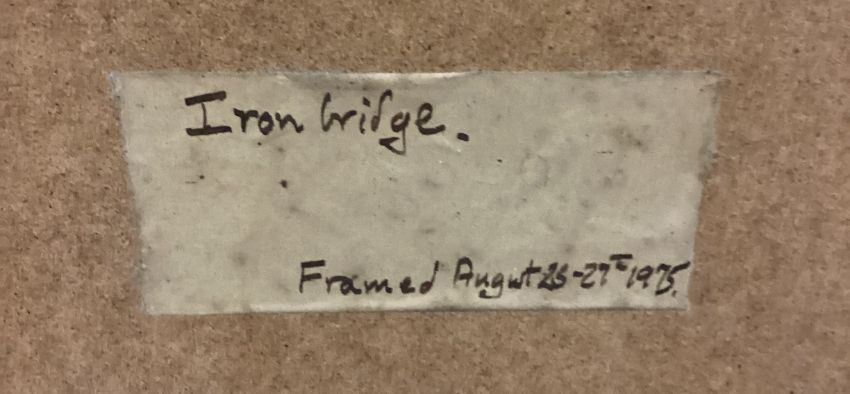 Iron bridge.
Framed August 26-27th 1975.